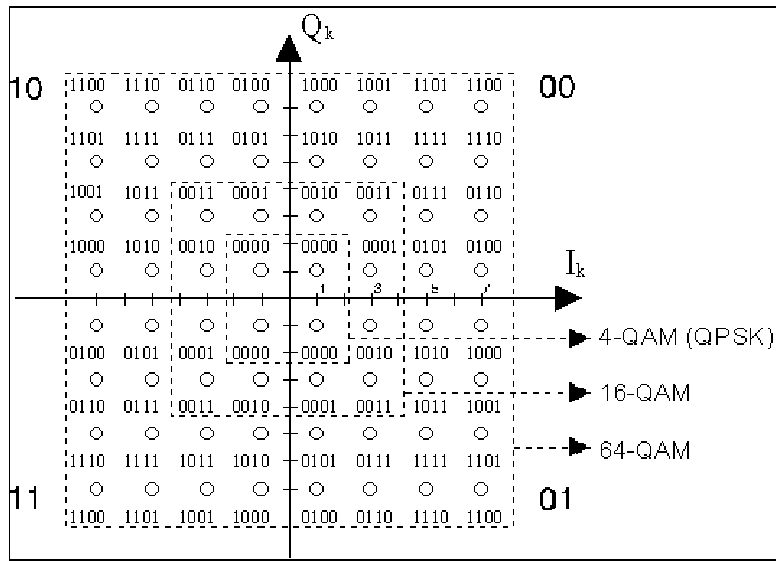 Qk
10 1100 1110 0110 0100 1000 1001 1101 1100 00
1101 1111 0111 0101 1010 1011 1111 1110
1001 1011 0011 0001 0010 0011 0111 0110
1000 1010 0010 0000 0000 0001 0101 0100
Ik
1 3 5 7
4-QAM (QPSK)
0100 0101 0001 0000 0000 0010 1010 1000
16-QAM
0110 0111 0011 0010 0001 0011 1011 1001
64-QAM
1110 1111 1011 1010 0101 0111 1111 1101
11 01
1100 1101 1001 1000 0100 0110 1110 1100